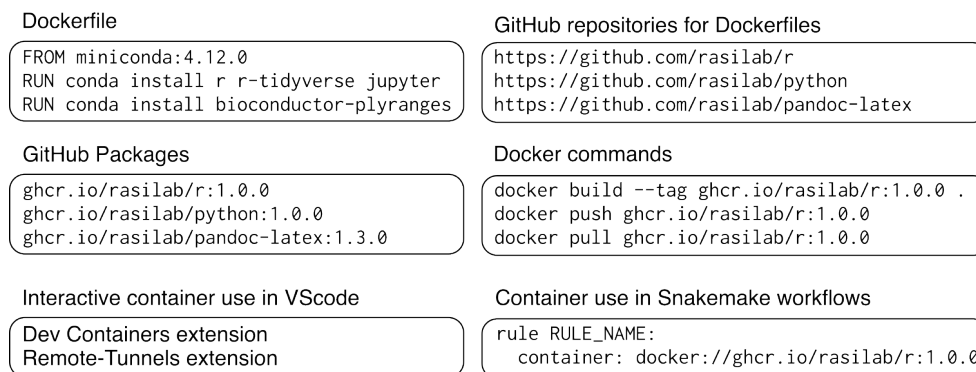 Dockerfile
FROM miniconda:4.12.0
RUN conda install r r-tidyverse jupyter
RUN conda install bioconductor-plyranges
GitHub repositories for Dockerfiles
https://github.com/rasilab/r
https://github.com/rasilab/python
https://github.com/rasilab/pandoc-latex
GitHub Packages
ghcr.io/rasilab/r:1.0.0
ghcr.io/rasilab/python:1.0.0
ghcr.io/rasilab/pandoc-latex:1.3.0
Docker commands
docker build --tag ghcr.io/rasilab/r:1.0.0 .
docker push ghcr.io/rasilab/r:1.0.0
docker pull ghcr.io/rasilab/r:1.0.0
Interactive container use in VScode
Dev Containers extension
Remote-Tunnels extension
Container use in Snakemake workflows
rule RULE_NAME:
container: docker://ghcr.io/rasilab/r:1.0.0